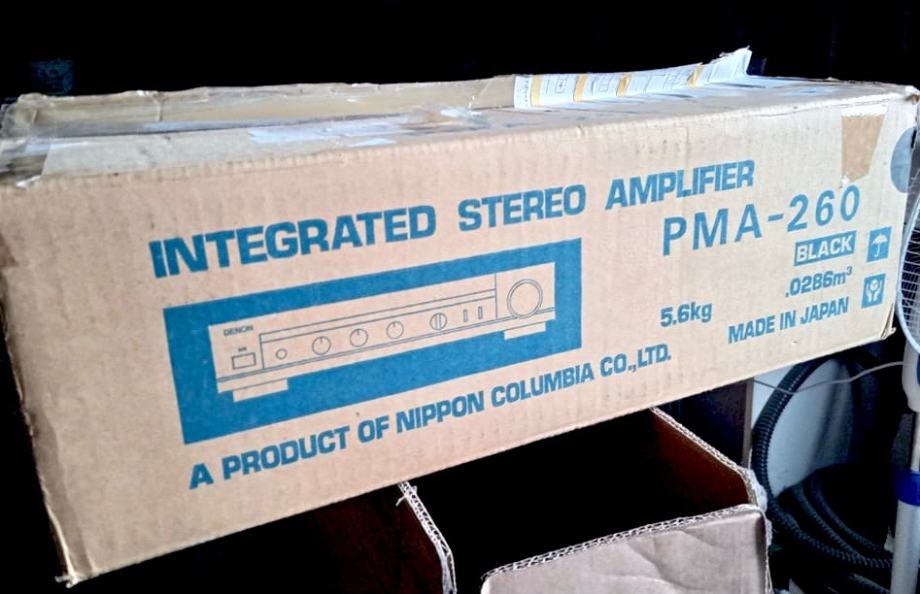 INTEGRATED STEREO AMPLIFIER
PMA-260
BLACK
.0286m³
5.6kg
MADE IN JAPAN
DENON
A PRODUCT OF NIPPON COLUMBIA CO.,LTD.